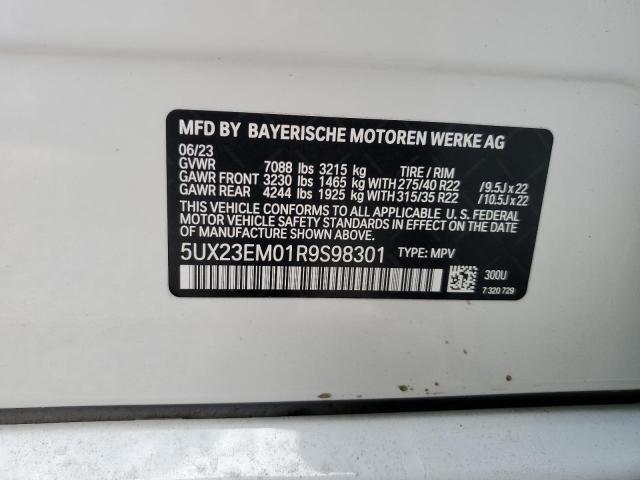 MFD BY BAYERISCHE MOTOREN WERKE AG
06/23
GVWR 7088 lbs 3215 kg TIRE / RIM
GAWR FRONT 3230 lbs 1465 kg WITH 275/40 R22 /9.5J x 22
GAWR REAR 4244 lbs 1925 kg WITH 315/35 R22 /10.5J x 22
THIS VEHICLE CONFORMS TO ALL APPLICABLE U.S. FEDERAL
MOTOR VEHICLE SAFETY STANDARDS IN EFFECT ON THE DATE
OF MANUFACTURE SHOWN ABOVE.
5UX23EM01R9S98301 TYPE: MPV
300U
7 320 729